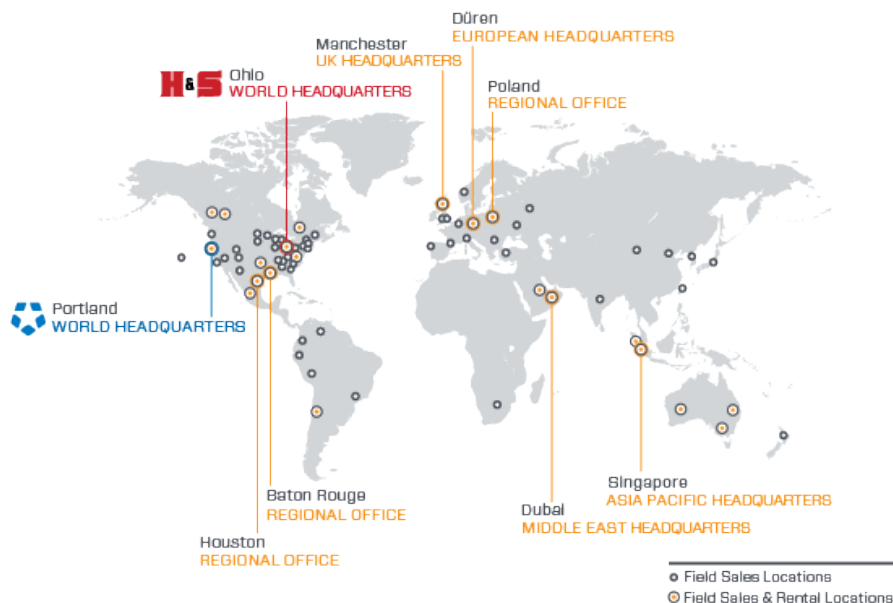 Düren
EUROPEAN HEADQUARTERS
Manchester
UK HEADQUARTERS
H&S
Ohio
WORLD HEADQUARTERS
Poland
REGIONAL OFFICE
Portland
WORLD HEADQUARTERS
Baton Rouge
REGIONAL OFFICE
Houston
REGIONAL OFFICE
Singapore
ASIA PACIFIC HEADQUARTERS
Dubai
MIDDLE EAST HEADQUARTERS
Field Sales Locations
Field Sales & Rental Locations